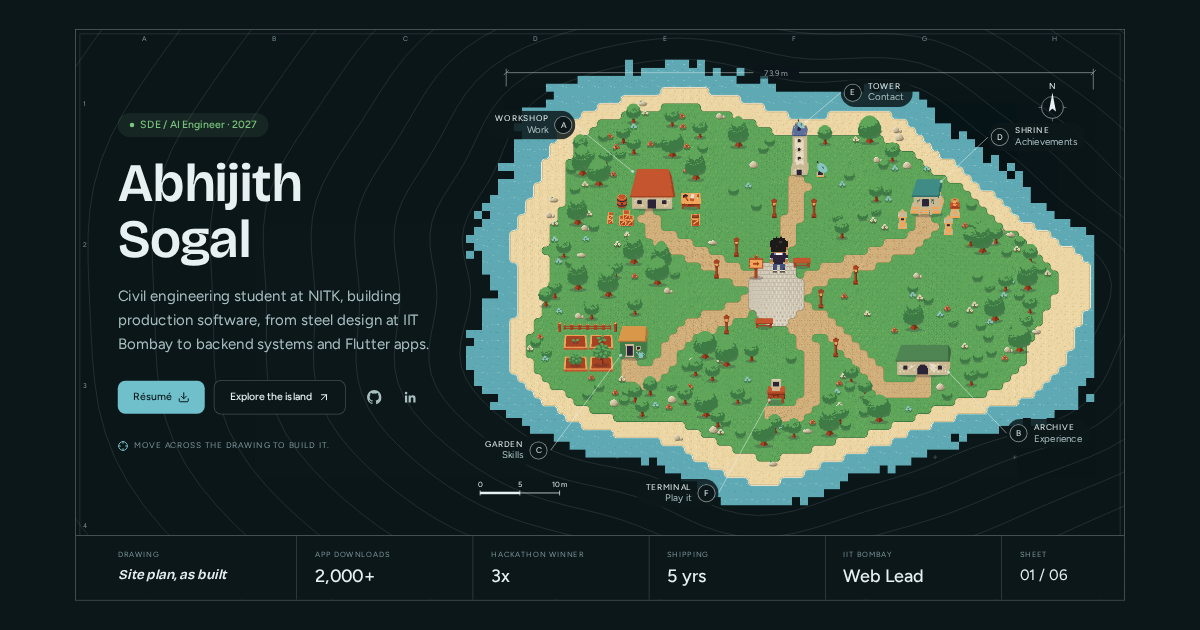 A B C D E F G H
1
2
3
4
SDE / AI Engineer · 2027
Abhijith
Sogal
Civil engineering student at NITK, building
production software, from steel design at IIT
Bombay to backend systems and Flutter apps.
Résumé
Explore the island
MOVE ACROSS THE DRAWING TO BUILD IT.
73.9 m
WORKSHOP
Work
A
E
TOWER
Contact
N
D
SHRINE
Achievements
B
ARCHIVE
Experience
GARDEN
Skills
C
TERMINAL
Play it
F
0 5 10 m
DRAWING
Site plan, as built
APP DOWNLOADS
2,000+
HACKATHON WINNER
3x
SHIPPING
5 yrs
IIT BOMBAY
Web Lead
SHEET
01 / 06